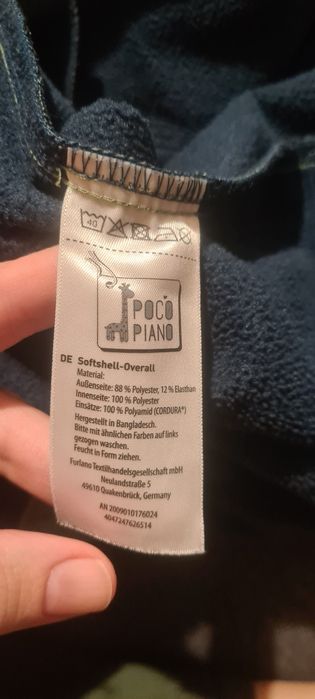 40
POCO
PIANO
DE Softshell-Overall
Material:
Außenseite: 88 % Polyester, 12 % Elasthan
Innenseite: 100 % Polyester
Einsätze: 100 % Polyamid (CORDURA®)
Hergestellt in Bangladesch.
Bitte mit ähnlichen Farben auf links
gezogen waschen.
Feucht in Form ziehen.
Furlano Textilhandelsgesellschaft mbH
Neulandstraße 5
49610 Quakenbrück, Germany
AN 2009010176024
4047247626514